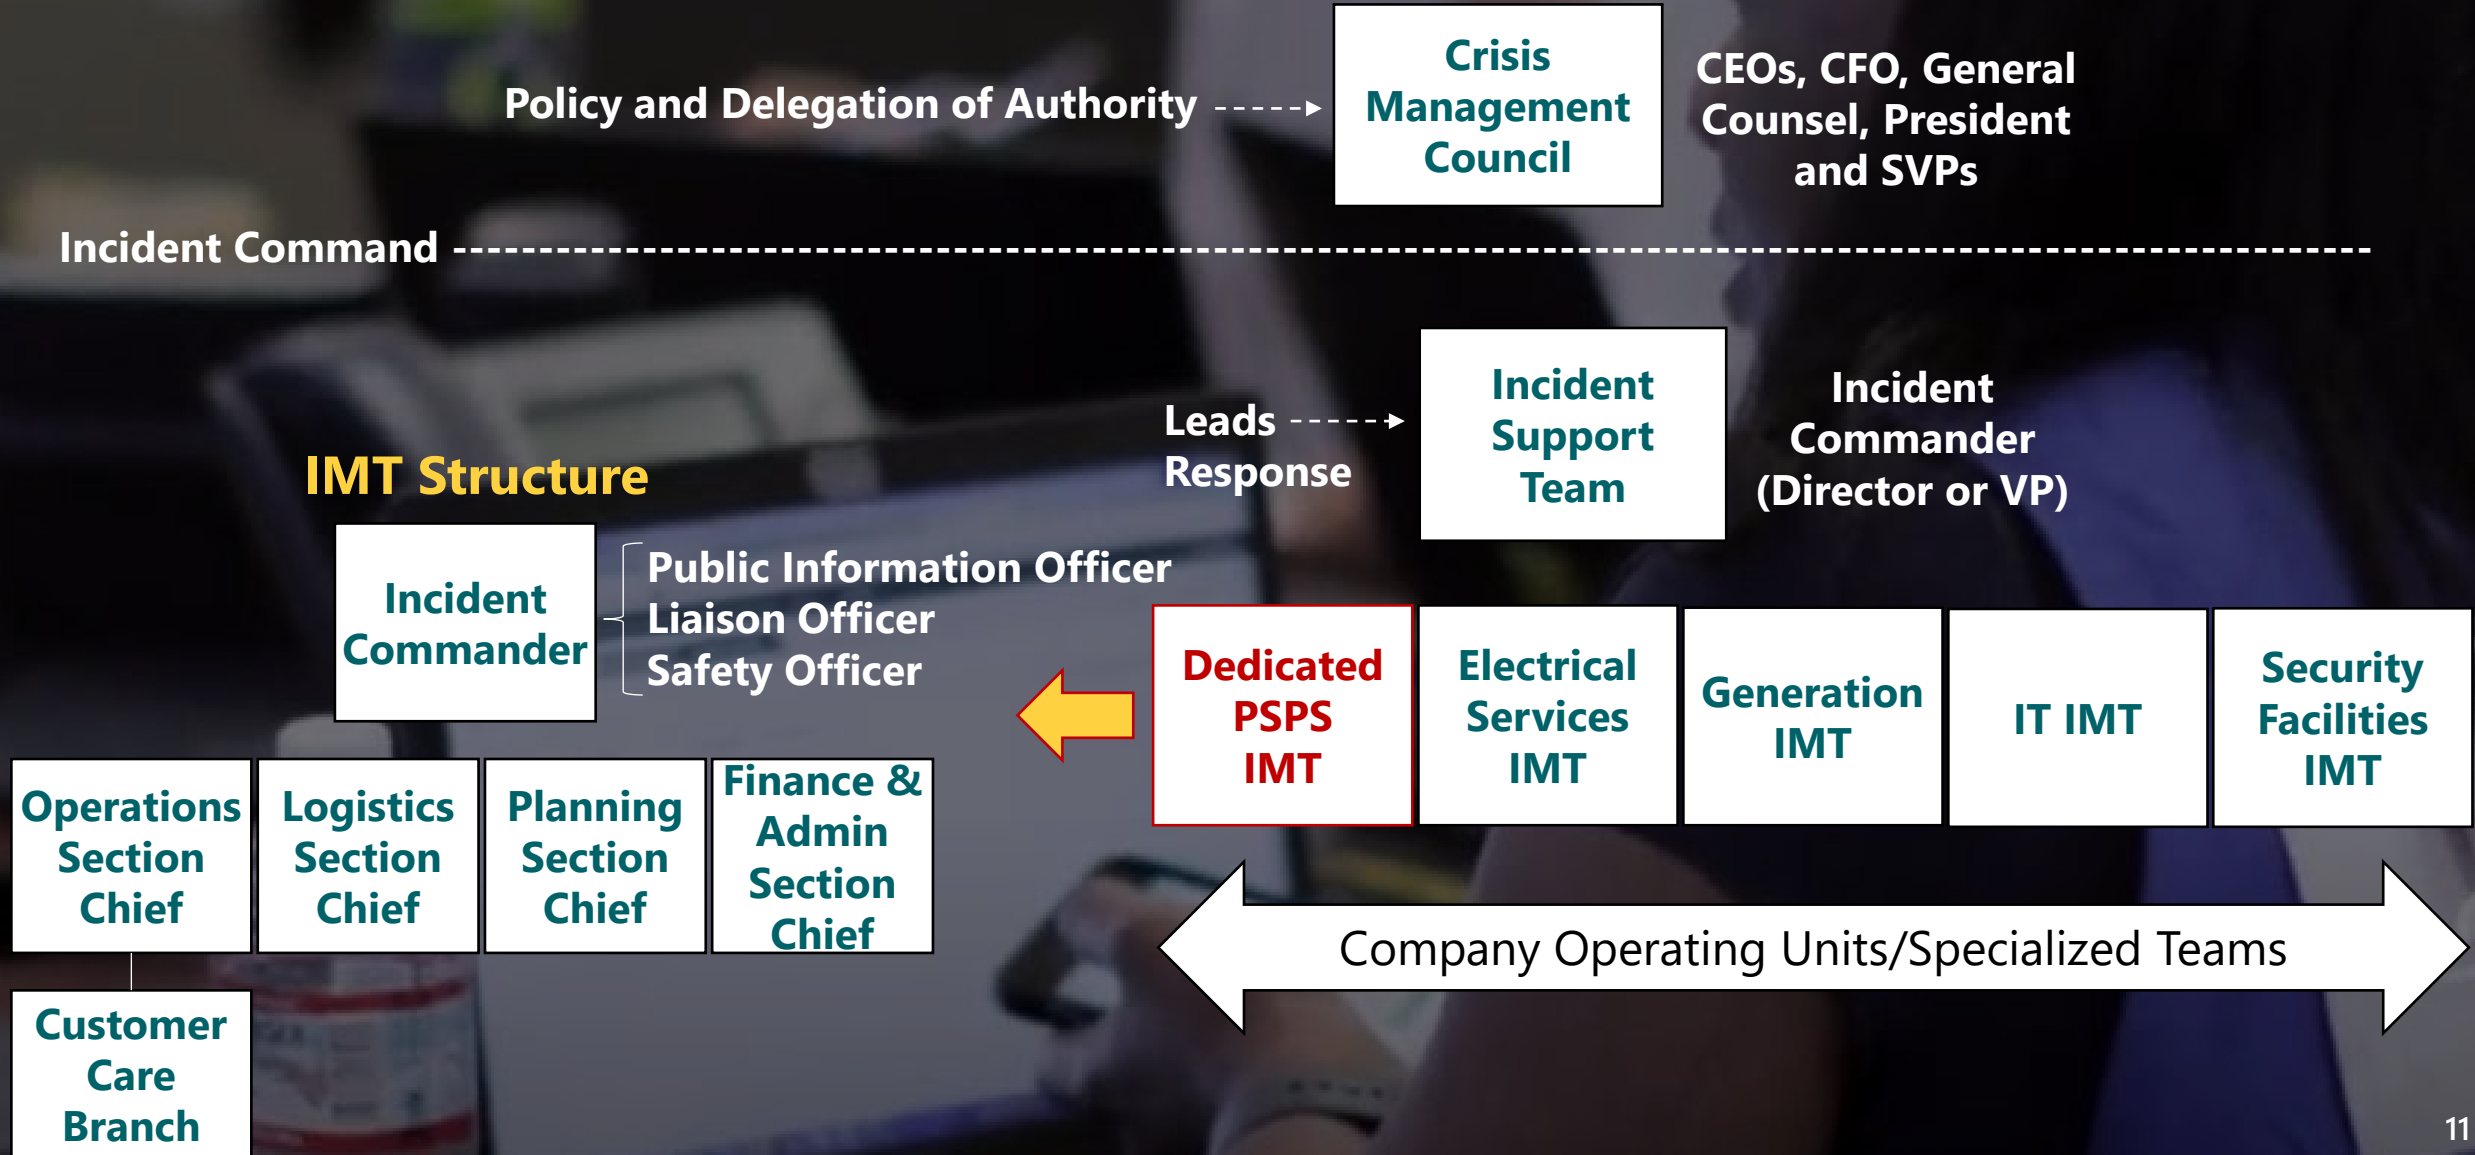 Policy and Delegation of Authority
Crisis
Management
Council
CEOs, CFO, General
Counsel, President
and SVPs
Incident Command
Leads
Response
Incident
Support
Team
Incident
Commander
(Director or VP)
IMT Structure
Incident
Commander
Public Information Officer
Liaison Officer
Safety Officer
Operations
Section
Chief
Logistics
Section
Chief
Planning
Section
Chief
Finance &
Admin
Section
Chief
Customer
Care
Branch
Dedicated
PSPS
IMT
Electrical
Services
IMT
Generation
IMT
IT IMT
Security
Facilities
IMT
Company Operating Units/Specialized Teams
11